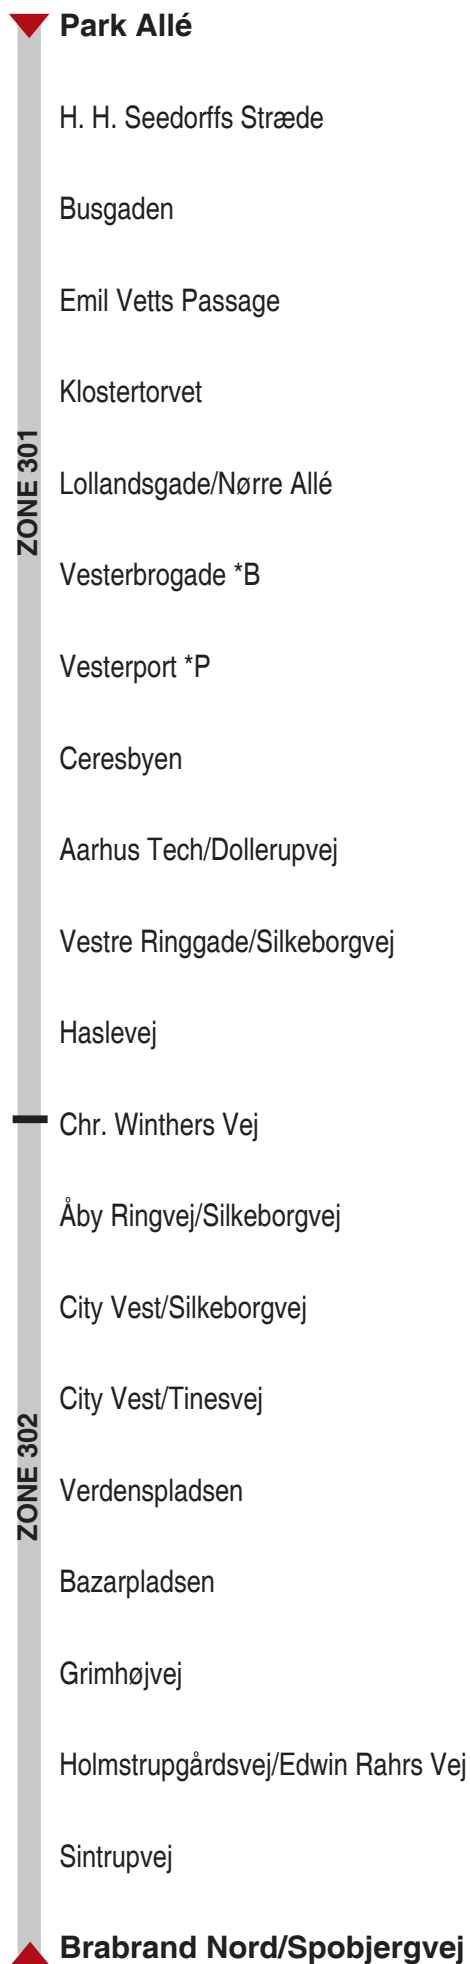 Park Allé
H. H. Seedorffs Stræde
Busgaden
Emil Vetts Passage
Klostertorvet
ZONE 301
Lollandsgade/Nørre Allé
Vesterbrogade *B
Vesterport *P
Ceresbyen
Aarhus Tech/Dollerupvej
Vestre Ringgade/Silkeborgvej
Haslevej
Chr. Winthers Vej
Åby Ringvej/Silkeborgvej
City Vest/Silkeborgvej
City Vest/Tinesvej
ZONE 302
Verdenspladsen
Bazarpladsen
Grimhøjvej
Holmstrupgårdsvej/Edwin Rahrs Vej
Sintrupvej
Brabrand Nord/Spobjergvej